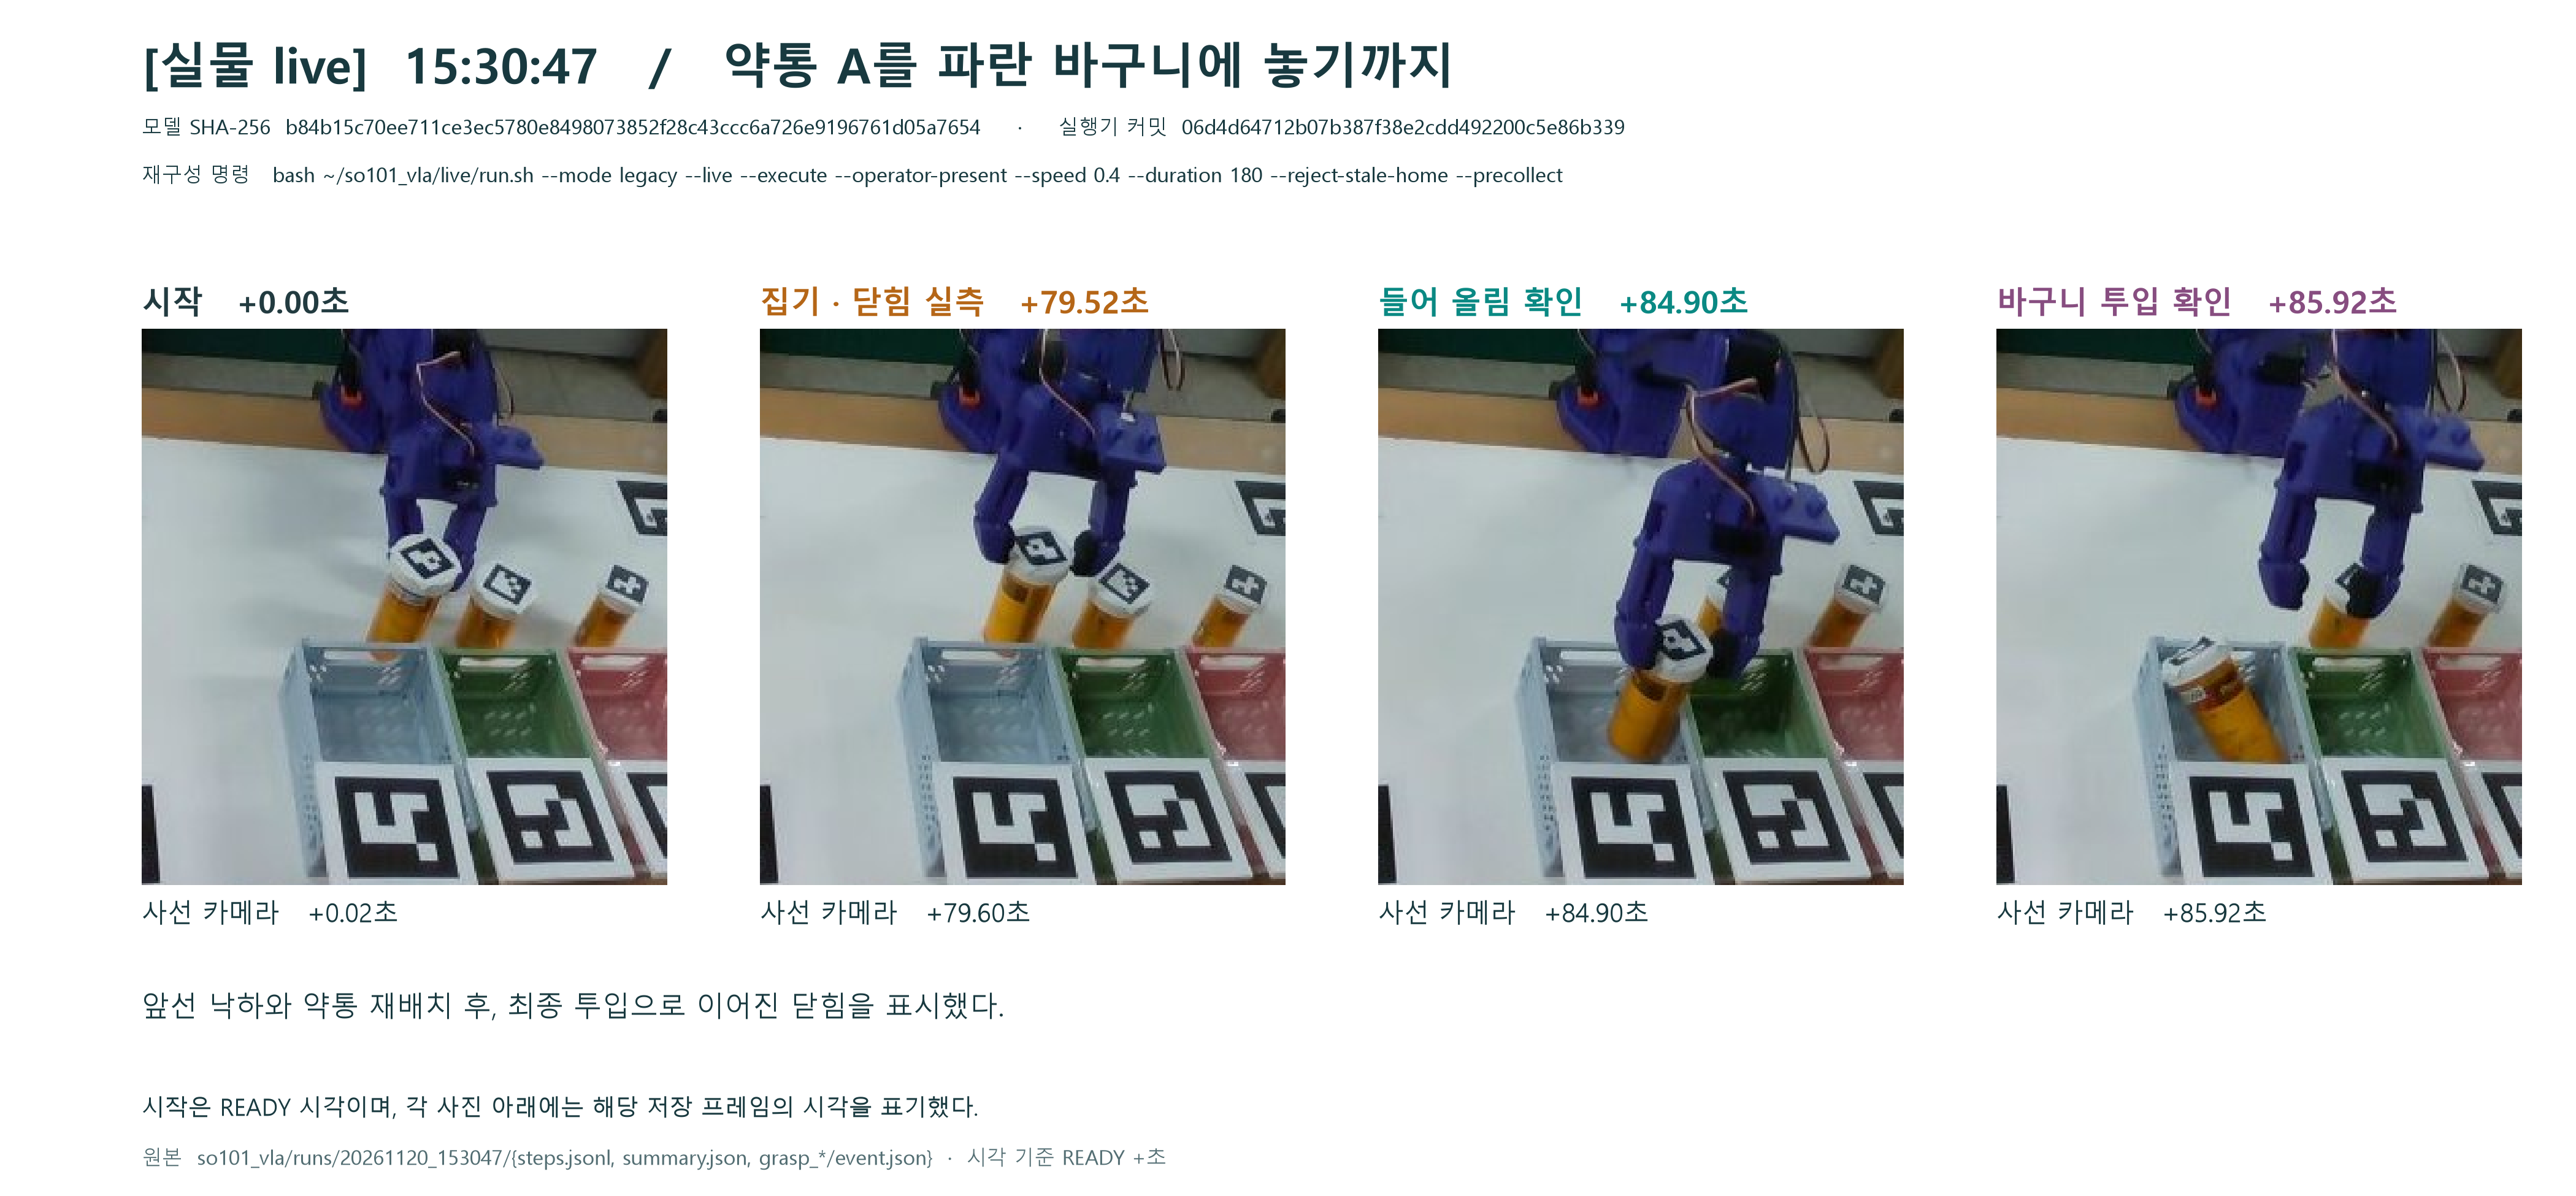 [실물 live] 15:30:47 / 약통 A를 파란 바구니에 놓기까지
모델 SHA-256 b84b15c70ee711ce3ec5780e8498073852f28c43ccc6a726e9196761d05a7654 · 실행기 커밋 06d4d64712b07b387f38e2cdd492200c5e86b339
재구성 명령 bash ~/so101_vla/live/run.sh --mode legacy --live --execute --operator-present --speed 0.4 --duration 180 --reject-stale-home --precollect
시작 +0.00초
집기 · 닫힘 실측 +79.52초
들어 올림 확인 +84.90초
바구니 투입 확인 +85.92초
사선 카메라 +0.02초
사선 카메라 +79.60초
사선 카메라 +84.90초
사선 카메라 +85.92초
앞선 낙하와 약통 재배치 후, 최종 투입으로 이어진 닫힘을 표시했다.
시작은 READY 시각이며, 각 사진 아래에는 해당 저장 프레임의 시각을 표기했다.
원본 so101_vla/runs/20261120_153047/{steps.jsonl, summary.json, grasp_*/event.json} · 시각 기준 READY +초